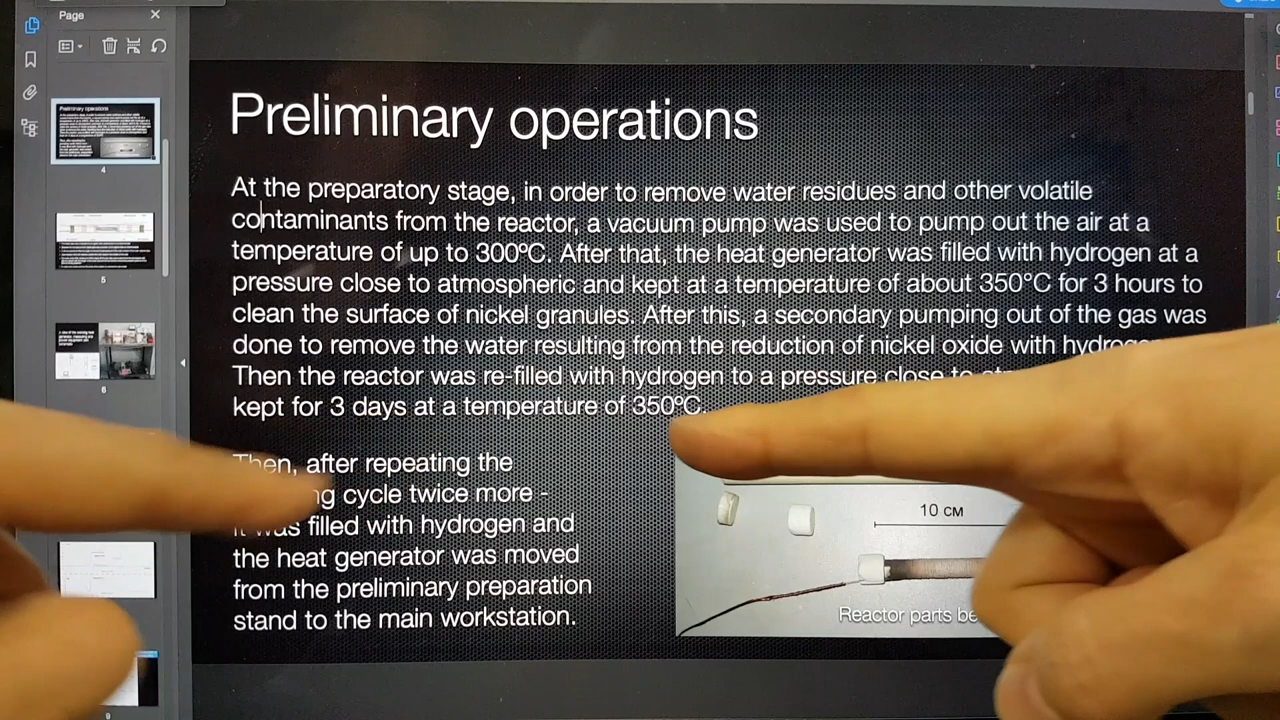 Page
4
5
6
9
Preliminary operations
At the preparatory stage, in order to remove water residues and other volatile
contaminants from the reactor, a vacuum pump was used to pump out the air at a
temperature of up to 300ºC. After that, the heat generator was filled with hydrogen at a
pressure close to atmospheric and kept at a temperature of about 350°C for 3 hours to
clean the surface of nickel granules. After this, a secondary pumping out of the gas was
done to remove the water resulting from the reduction of nickel oxide with
Then the reactor was re-filled with hydrogen to a pressure close to
kept for 3 days at a temperature of 350ºC.
Then, after repeating the
cycle twice more -
it was filled with hydrogen and
the heat generator was moved
from the preliminary preparation
stand to the main workstation.
10 см
Reactor parts